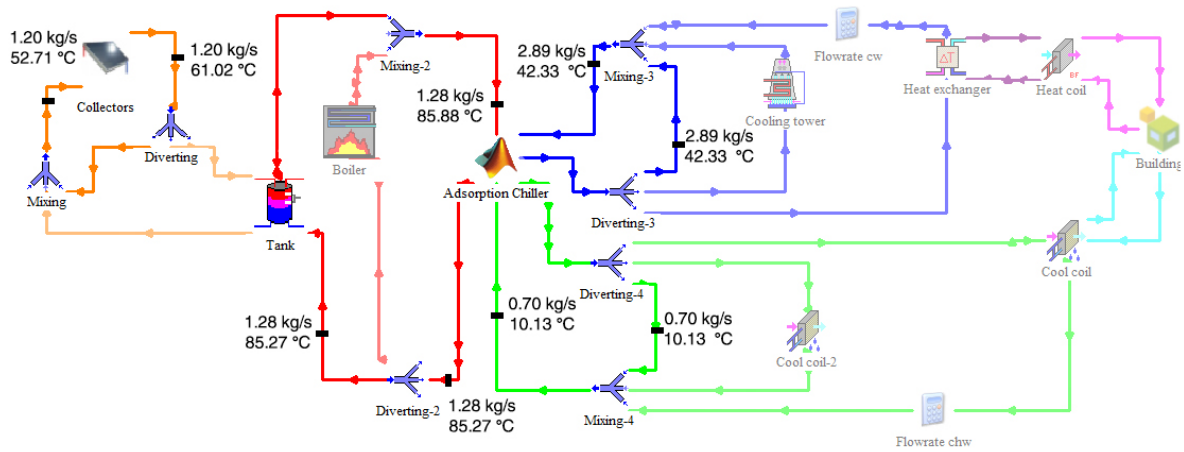 1.20 kg/s
52.71 °C
Collectors
1.20 kg/s
61.02 °C
Diverting
Mixing
Tank
Mixing-2
Boiler
1.28 kg/s
85.88 °C
Adsorption Chiller
1.28 kg/s
85.27 °C
Diverting-2
1.28 kg/s
85.27 °C
2.89 kg/s
42.33 °C
Mixing-3
Flowrate cw
Cooling tower
2.89 kg/s
42.33 °C
Diverting-3
ΔT
Heat exchanger
DF
Heat coil
Building
Cool coil
Diverting-4
0.70 kg/s
10.13 °C
0.70 kg/s
10.13 °C
Cool coil-2
Mixing-4
Flowrate chw